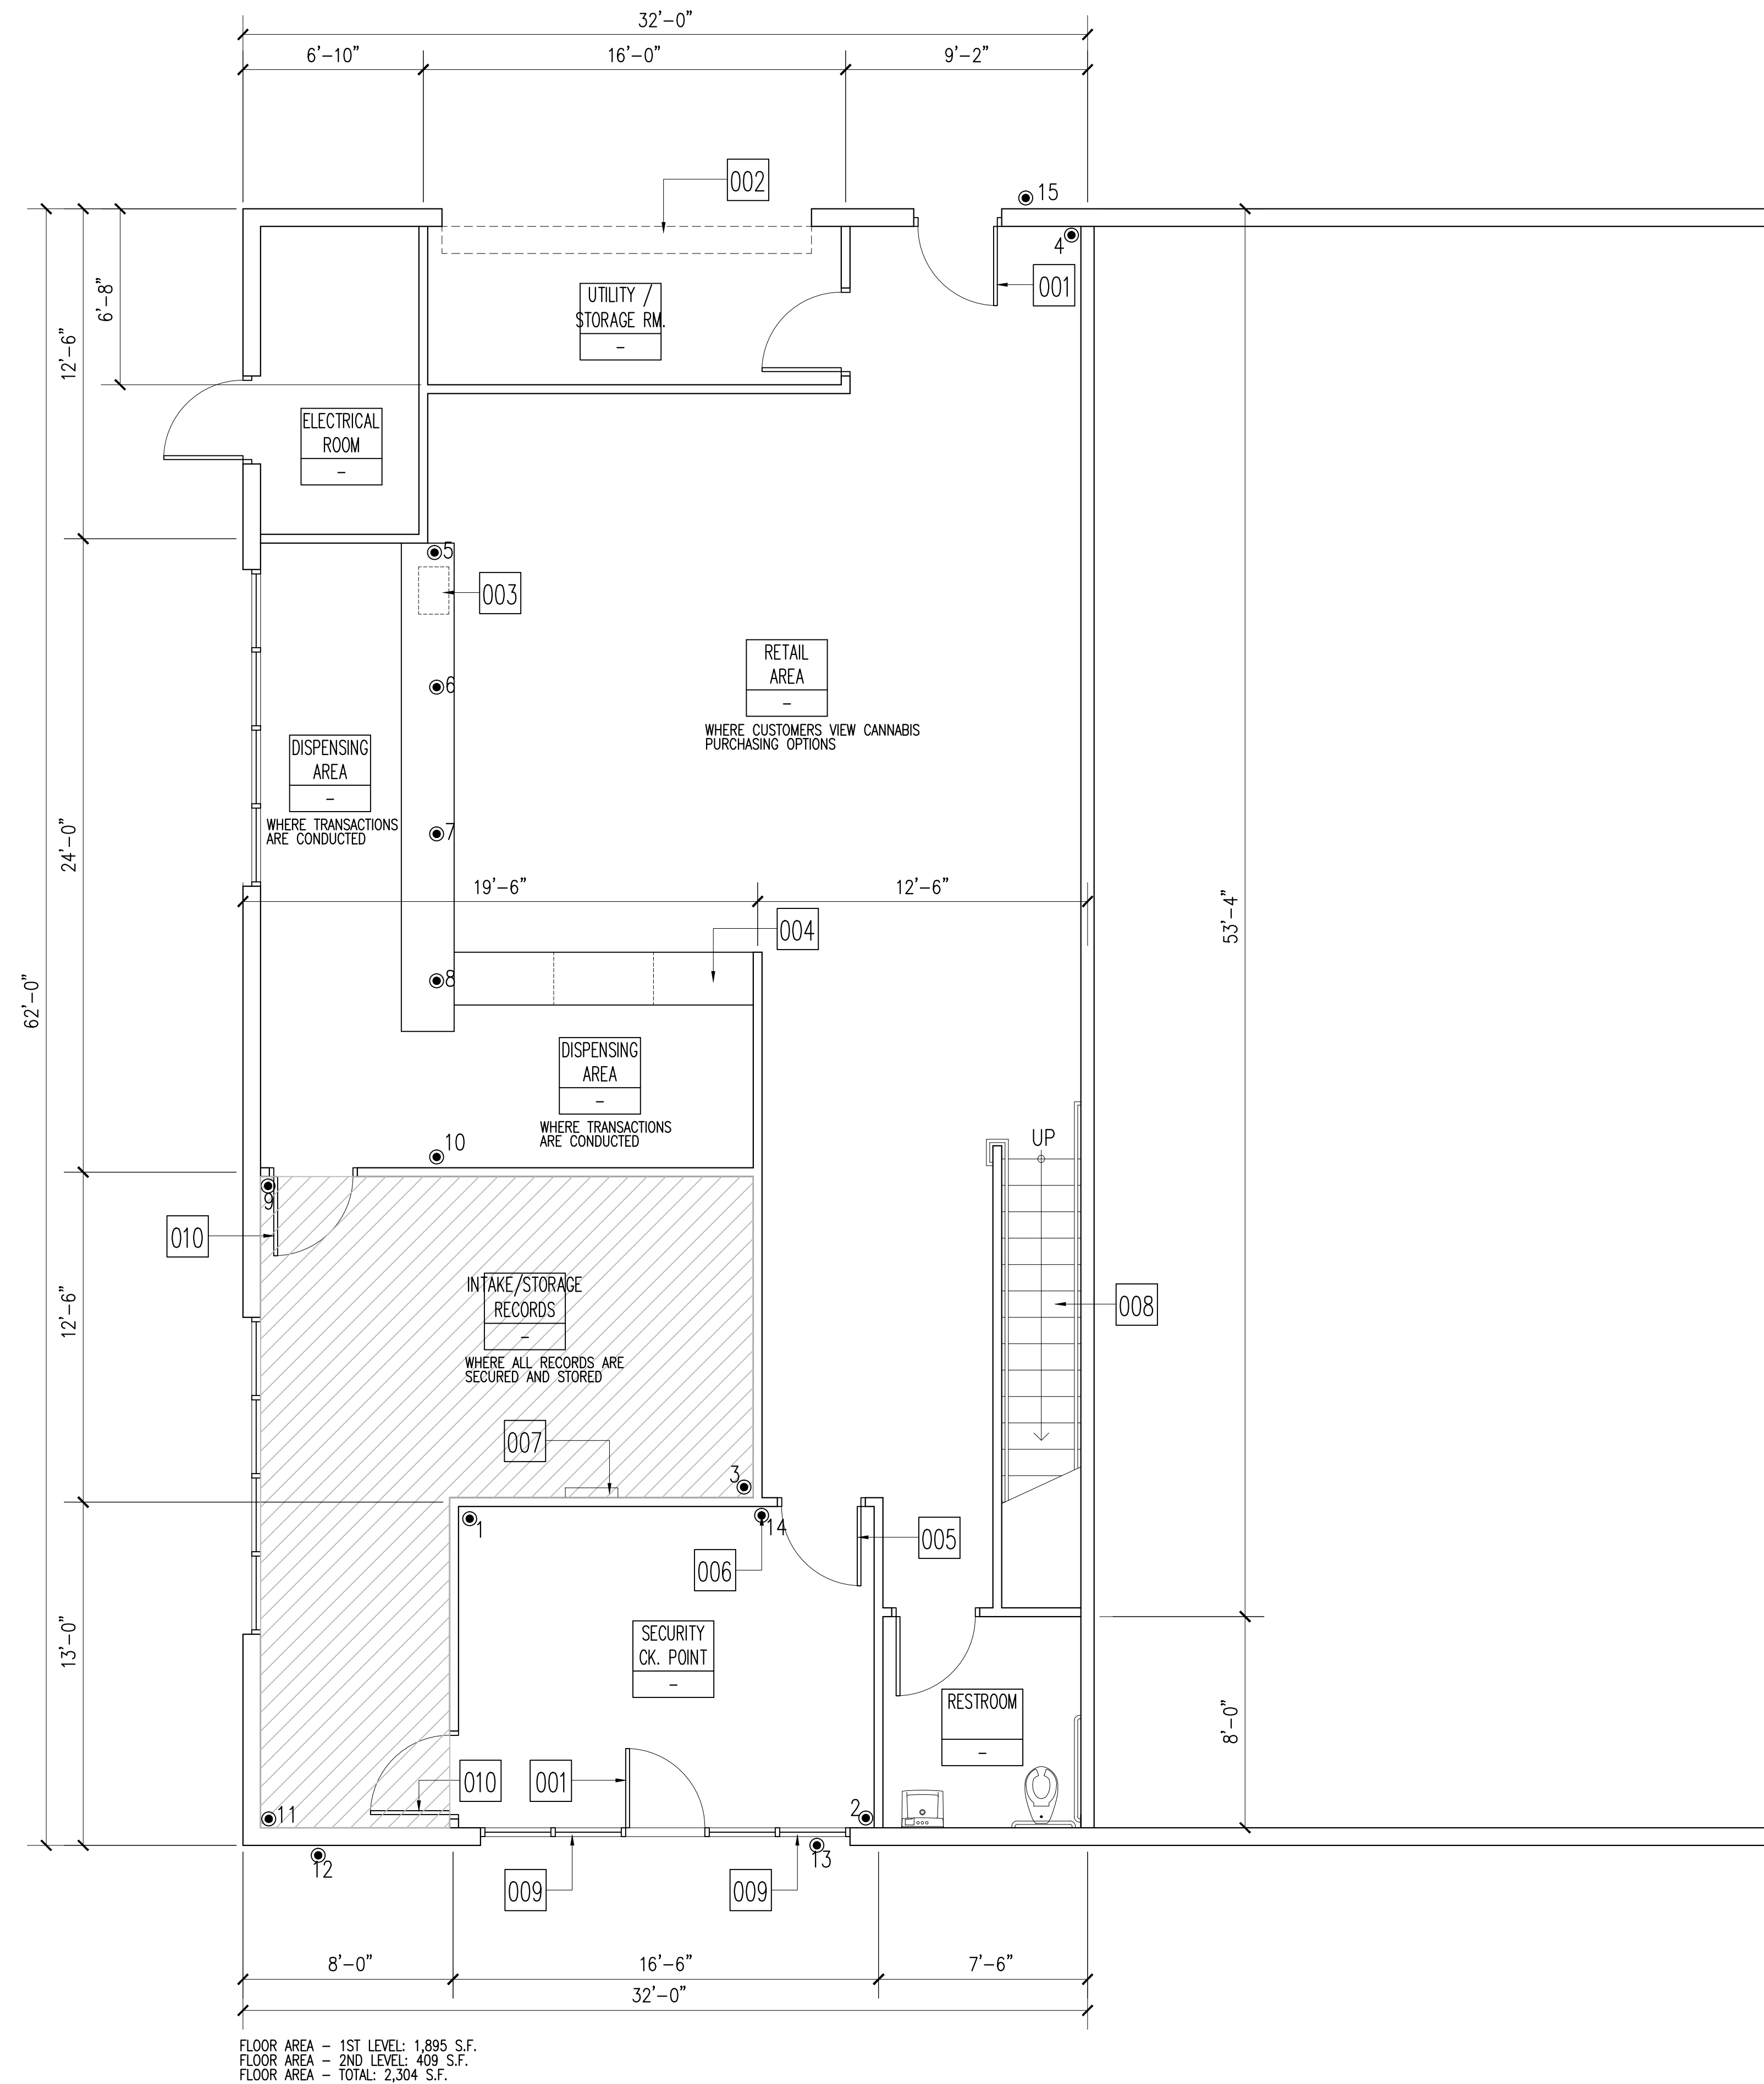 32'-0"
6'-10"
16'-0"
9'-2"
002
15
4
001
6'-8"
12'-6"
UTILITY /
STORAGE RM.
-
ELECTRICAL
ROOM
-
5
003
6
RETAIL
AREA
-
WHERE CUSTOMERS VIEW CANNABIS
PURCHASING OPTIONS
DISPENSING
AREA
-
WHERE TRANSACTIONS
ARE CONDUCTED
7
24'-0"
19'-6"
12'-6"
53'-4"
004
62'-0"
8
DISPENSING
AREA
-
WHERE TRANSACTIONS
ARE CONDUCTED
UP
10
9
010
INTAKE/STORAGE
RECORDS
-
WHERE ALL RECORDS ARE
SECURED AND STORED
12'-6"
008
007
3
1
14
005
006
13'-0"
SECURITY
CK. POINT
-
RESTROOM
-
8'-0"
010
001
11
2
12
13
009
009
8'-0"
16'-6"
7'-6"
32'-0"
FLOOR AREA - 1ST LEVEL: 1,895 S.F.
FLOOR AREA - 2ND LEVEL: 409 S.F.
FLOOR AREA - TOTAL: 2,304 S.F.